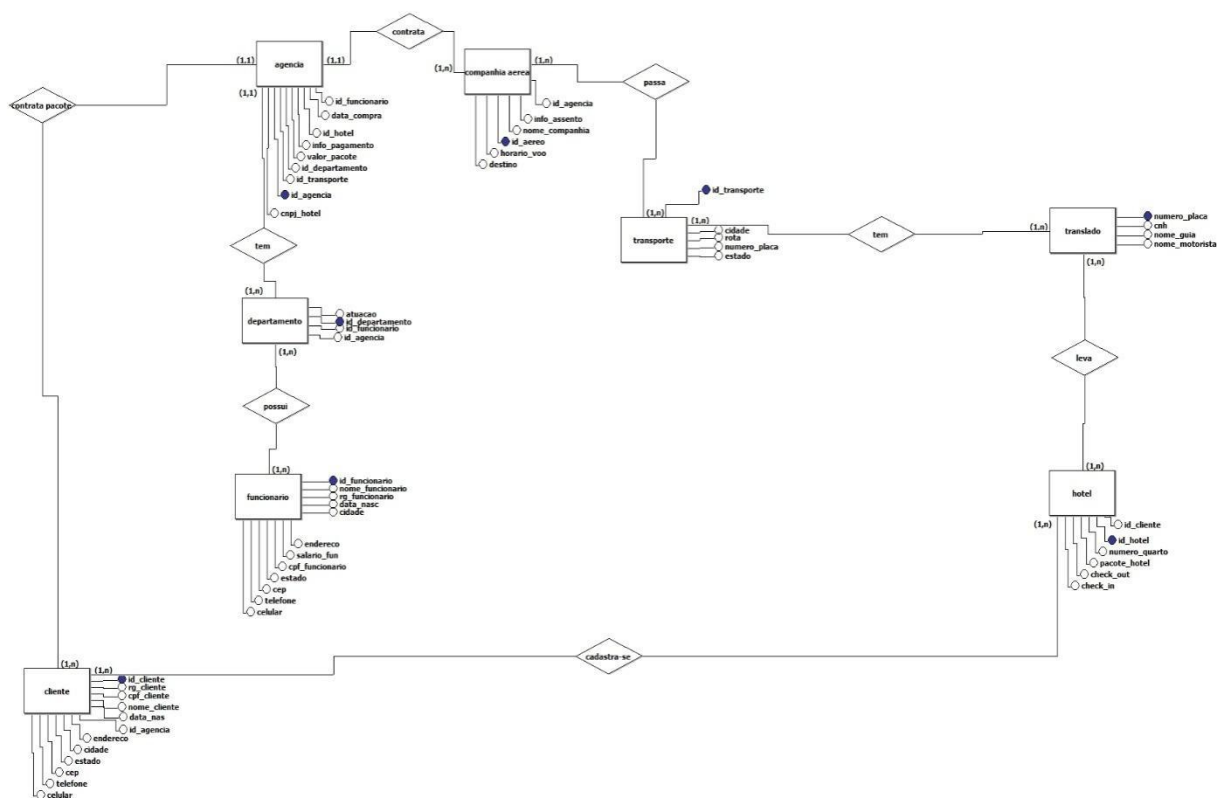 contrata
(1,1)
agencia
(1,1)
(1,1)
(1,n)
companhia aerea
(1,n)
passa
contrata pacote
id_funcionario
data_compra
id_hotel
info_pagamento
valor_pacote
id_departamento
id_transporte
id_agencia
cnpj_hotel
id_agencia
info_assento
nome_companhia
id_aereo
horario_voo
destino
id_transporte
(1,n)
(1,n)
transporte
cidade
rota
numero_placa
estado
tem
(1,n)
translado
(1,n)
numero_placa
cnh
nome_guia
nome_motorista
tem
(1,n)
departamento
(1,n)
atuacao
id_departamento
id_funcionario
id_agencia
leva
possui
(1,n)
funcionario
id_funcionario
nome_funcionario
rg_funcionario
data_nasc
cidade
endereco
salario_fun
cpf_funcionario
estado
cep
telefone
celular
(1,n)
hotel
(1,n)
id_cliente
id_hotel
numero_quarto
pacote_hotel
check_out
check_in
cadastra-se
(1,n)
(1,n)
cliente
id_cliente
rg_cliente
cpf_cliente
nome_cliente
data_nas
id_agencia
endereco
cidade
estado
cep
telefone
celular